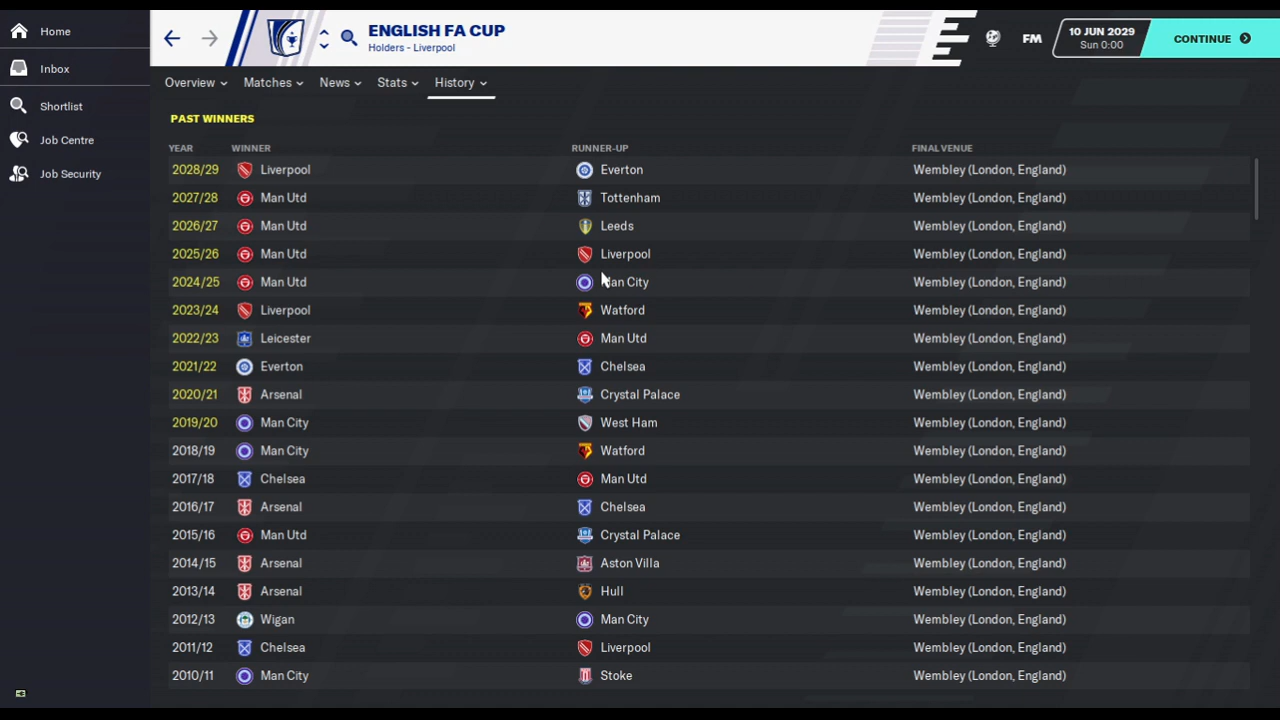 Home
Inbox
Shortlist
Job Centre
Job Security
ENGLISH FA CUP
Holders - Liverpool
FM
10 JUN 2029
Sun 0:00
CONTINUE
Overview Matches News Stats History
PAST WINNERS
YEAR WINNER RUNNER-UP FINAL VENUE
2028/29 Liverpool Everton Wembley (London, England)
2027/28 Man Utd Tottenham Wembley (London, England)
2026/27 Man Utd Leeds Wembley (London, England)
2025/26 Man Utd Liverpool Wembley (London, England)
2024/25 Man Utd Man City Wembley (London, England)
2023/24 Liverpool Watford Wembley (London, England)
2022/23 Leicester Man Utd Wembley (London, England)
2021/22 Everton Chelsea Wembley (London, England)
2020/21 Arsenal Crystal Palace Wembley (London, England)
2019/20 Man City West Ham Wembley (London, England)
2018/19 Man City Watford Wembley (London, England)
2017/18 Chelsea Man Utd Wembley (London, England)
2016/17 Arsenal Chelsea Wembley (London, England)
2015/16 Man Utd Crystal Palace Wembley (London, England)
2014/15 Arsenal Aston Villa Wembley (London, England)
2013/14 Arsenal Hull Wembley (London, England)
2012/13 Wigan Man City Wembley (London, England)
2011/12 Chelsea Liverpool Wembley (London, England)
2010/11 Man City Stoke Wembley (London, England)